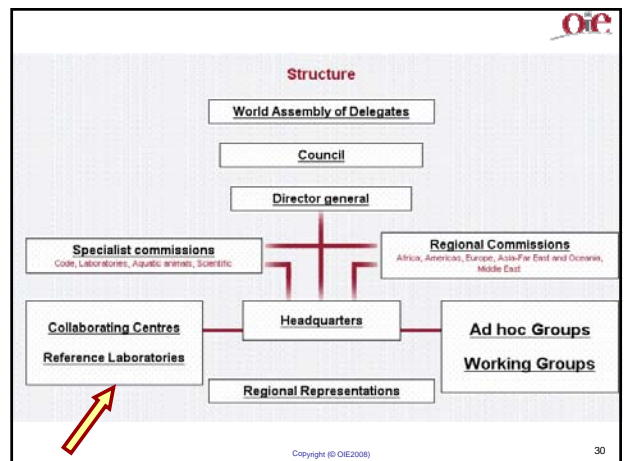 Oie
Structure
World Assembly of Delegates
Council
Director general
Specialist commissions
Code, Laboratories, Aquatic animals, Scientific
Regional Commissions
Africa, Americas, Europe, Asia-Far East and Oceania,
Middle East
Collaborating Centres
Reference Laboratories
Headquarters
Ad hoc Groups
Working Groups
Regional Representations
Copyright (© OIE2008)
30